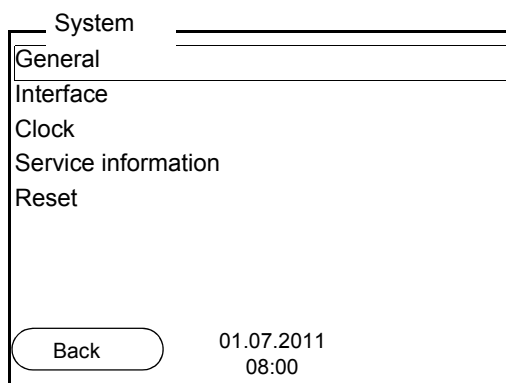 System
General
Interface
Clock
Service information
Reset
Back
01.07.2011
08:00